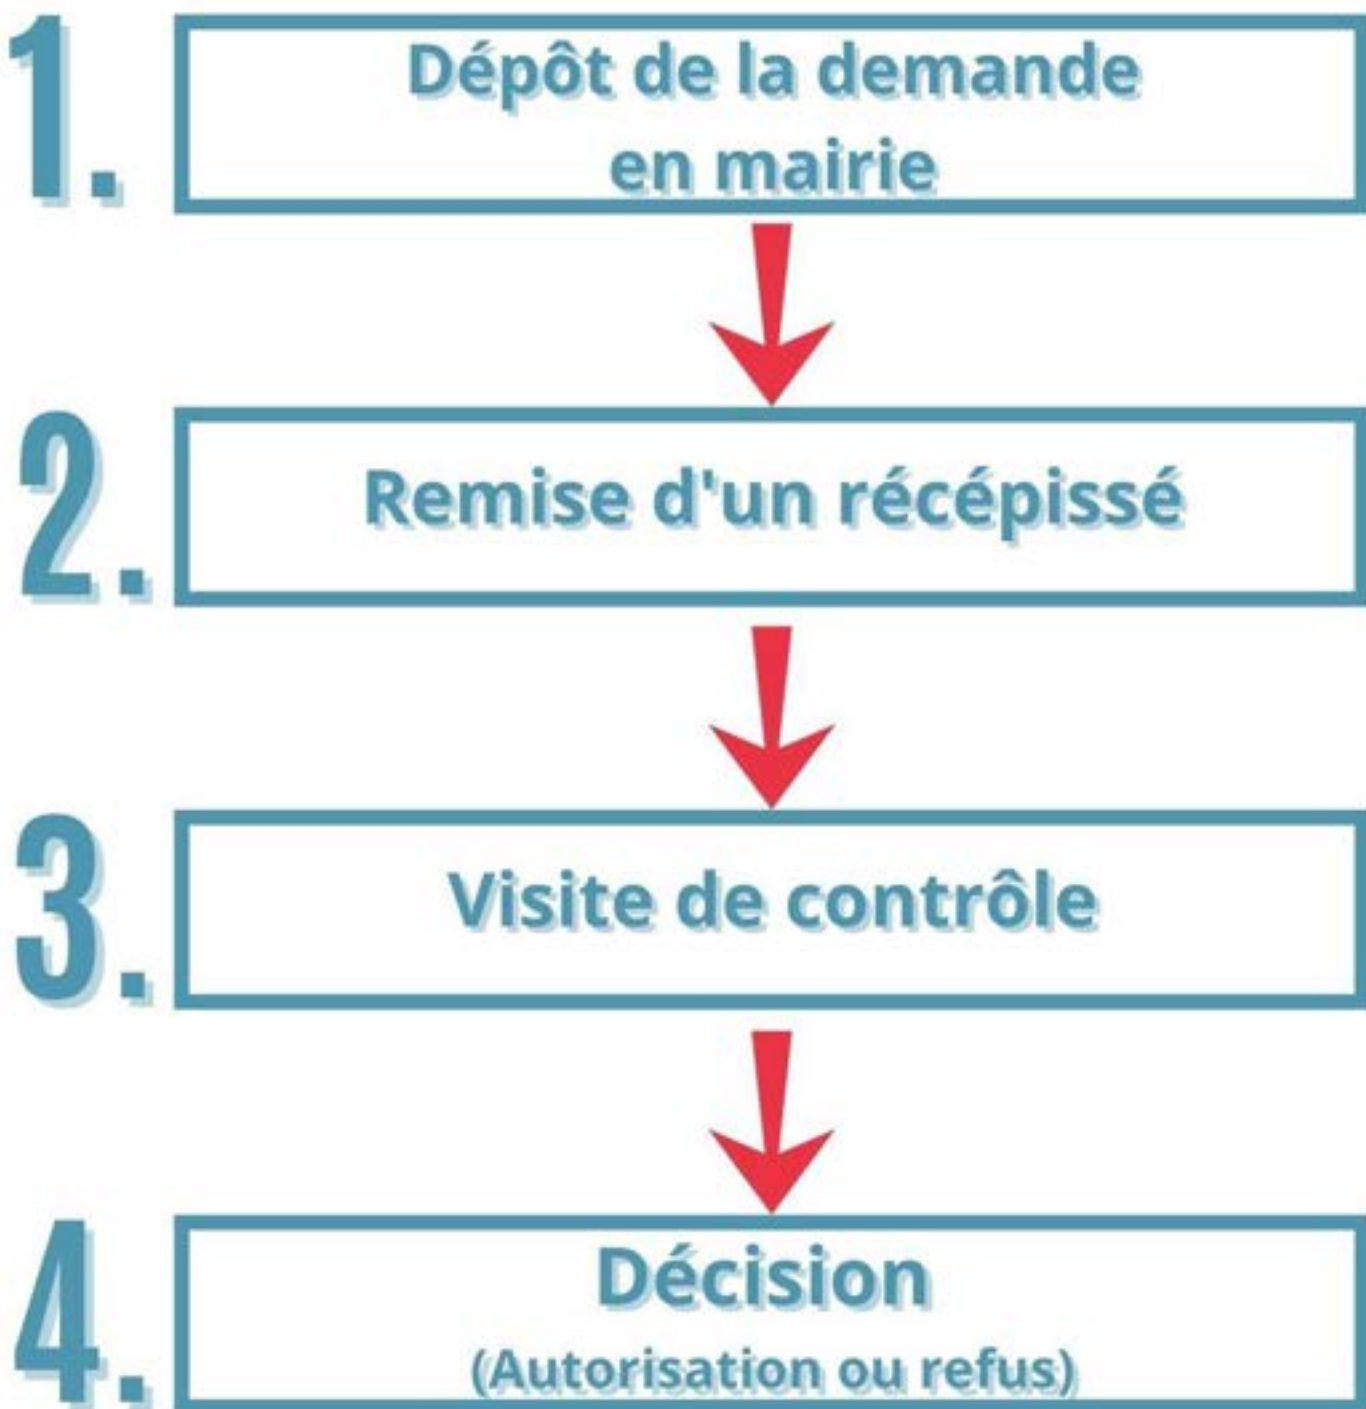 1.
Dépôt de la demande
en mairie
2.
Remise d'un récépissé
3.
Visite de contrôle
4.
Décision
(Autorisation ou refus)